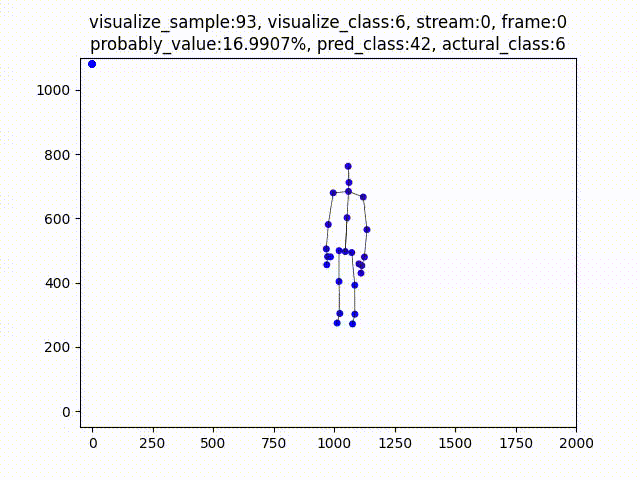 visualize_sample:93, visualize_class:6, stream:0, frame:0
probably_value:16.9907%, pred_class:42, actural_class:6
1000
800
600
400
200
0
0 250 500 750 1000 1250 1500 1750 2000